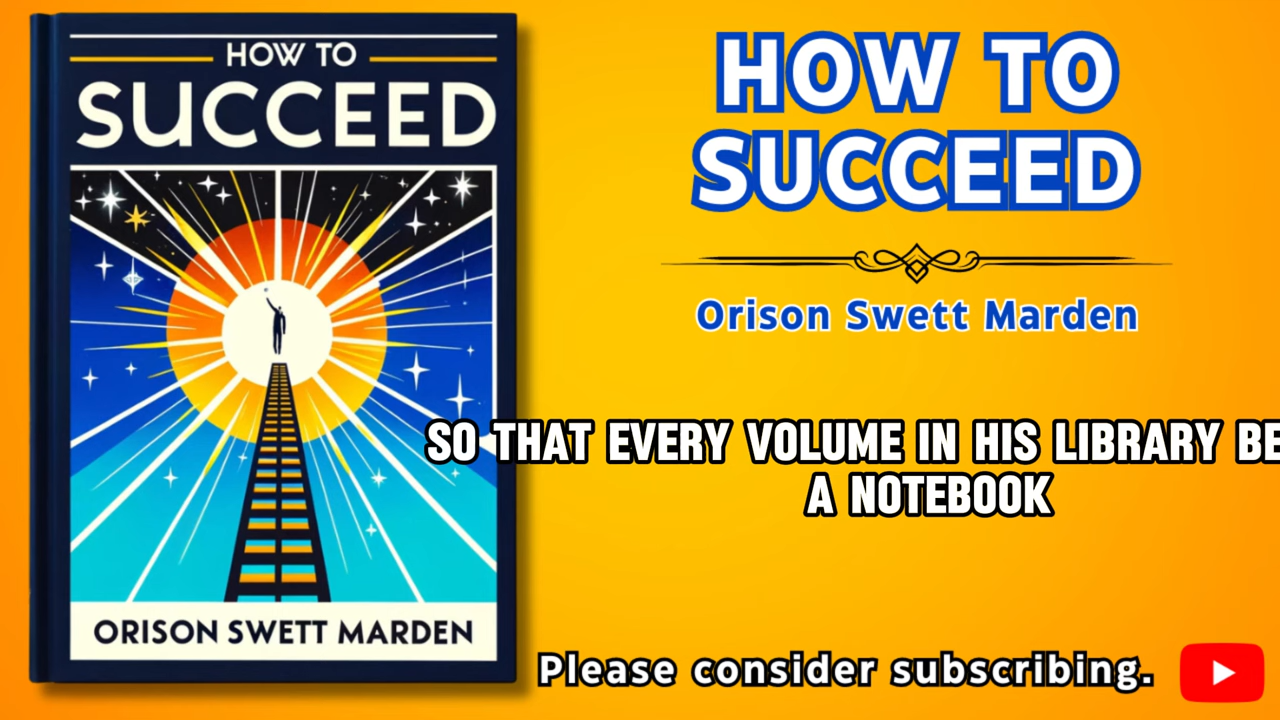 HOW TO
SUCCEED
ORISON SWETT MARDEN
HOW TO
SUCCEED
Orison Swett Marden
SO THAT EVERY VOLUME IN HIS LIBRARY BE
A NOTEBOOK
Please consider subscribing.